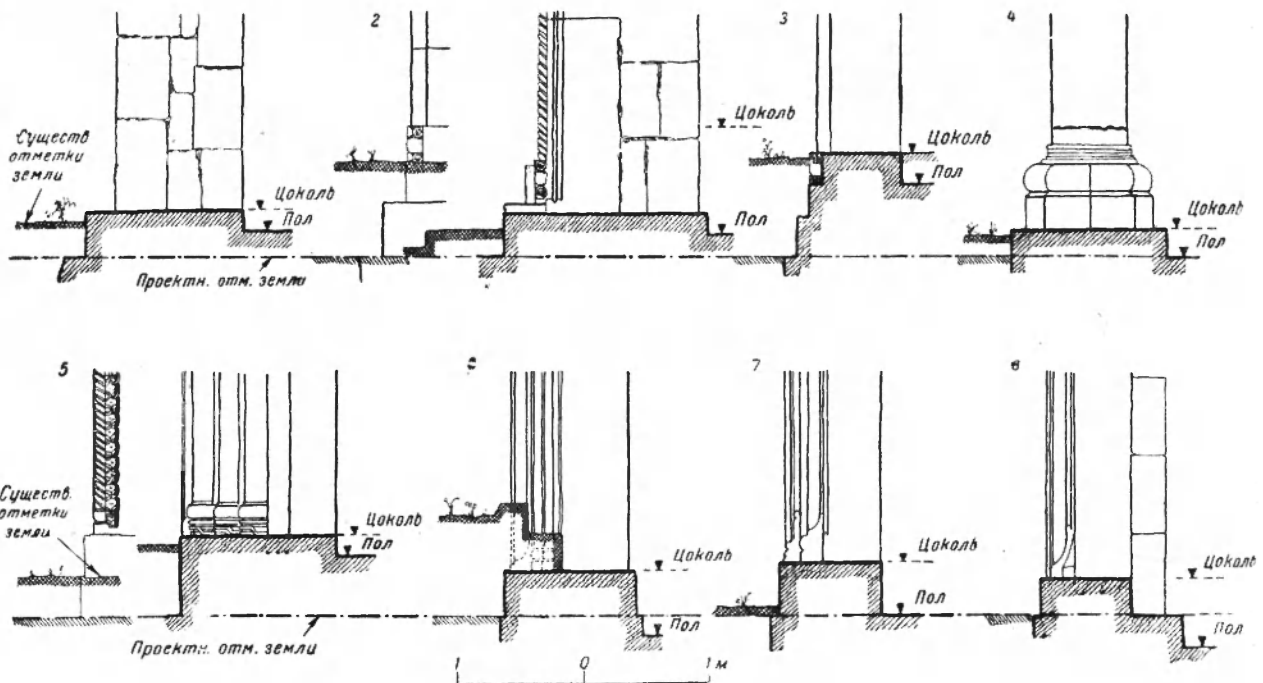 2
3
4
Существ
отметки
земли
Цоколь
Пол
Цоколь
Пол
Цоколь
Пол
Цоколь
Пол
Проектн. отм. земли
5
7
Существ.
отметки
земли
Цоколь
Пол
Цоколь
Пол
Цоколь
Пол
Цоколь
Пол
Проектн. отм. земли
1 0 1 м